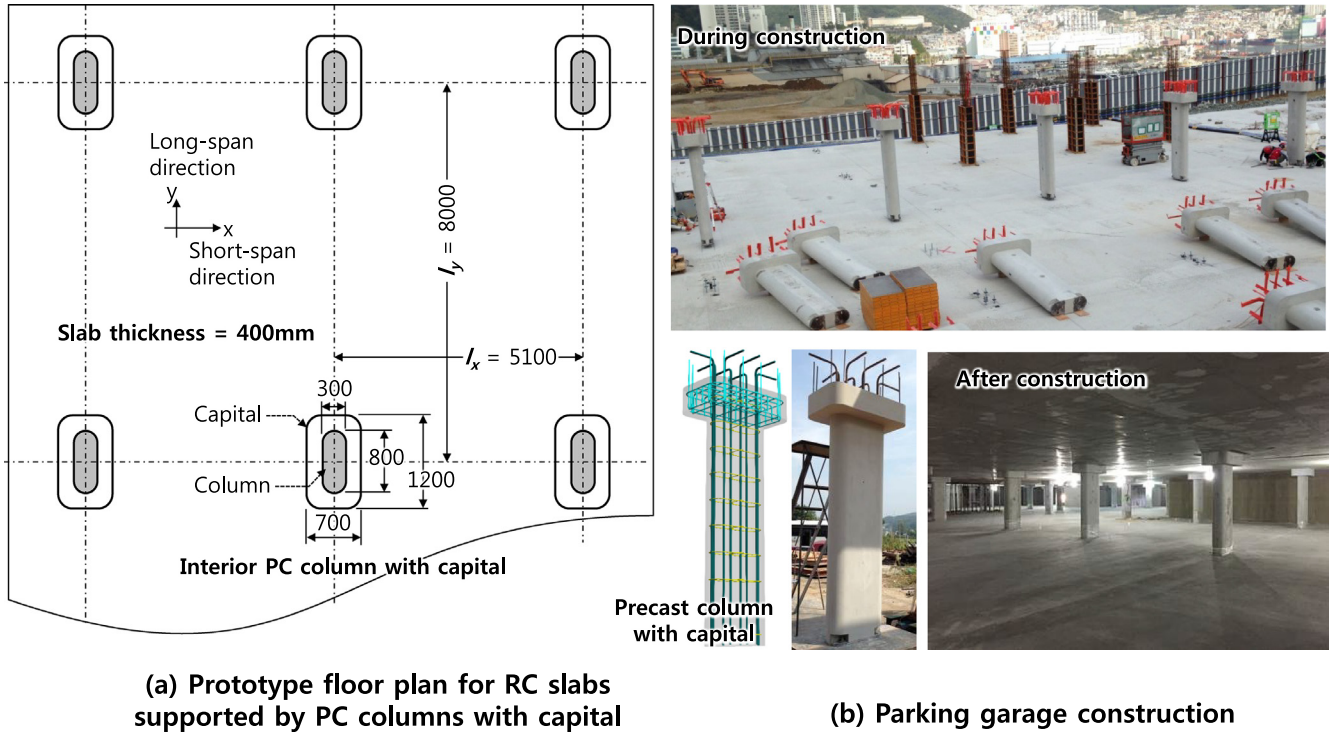 Long-span
direction
y
x
Short-span
direction
l_y = 8000
Slab thickness = 400mm
l_x = 5100
300
Capital
800
1200
Column
700
Interior PC column with capital
(a) Prototype floor plan for RC slabs
supported by PC columns with capital
During construction
Precast column
with capital
After construction
(b) Parking garage construction